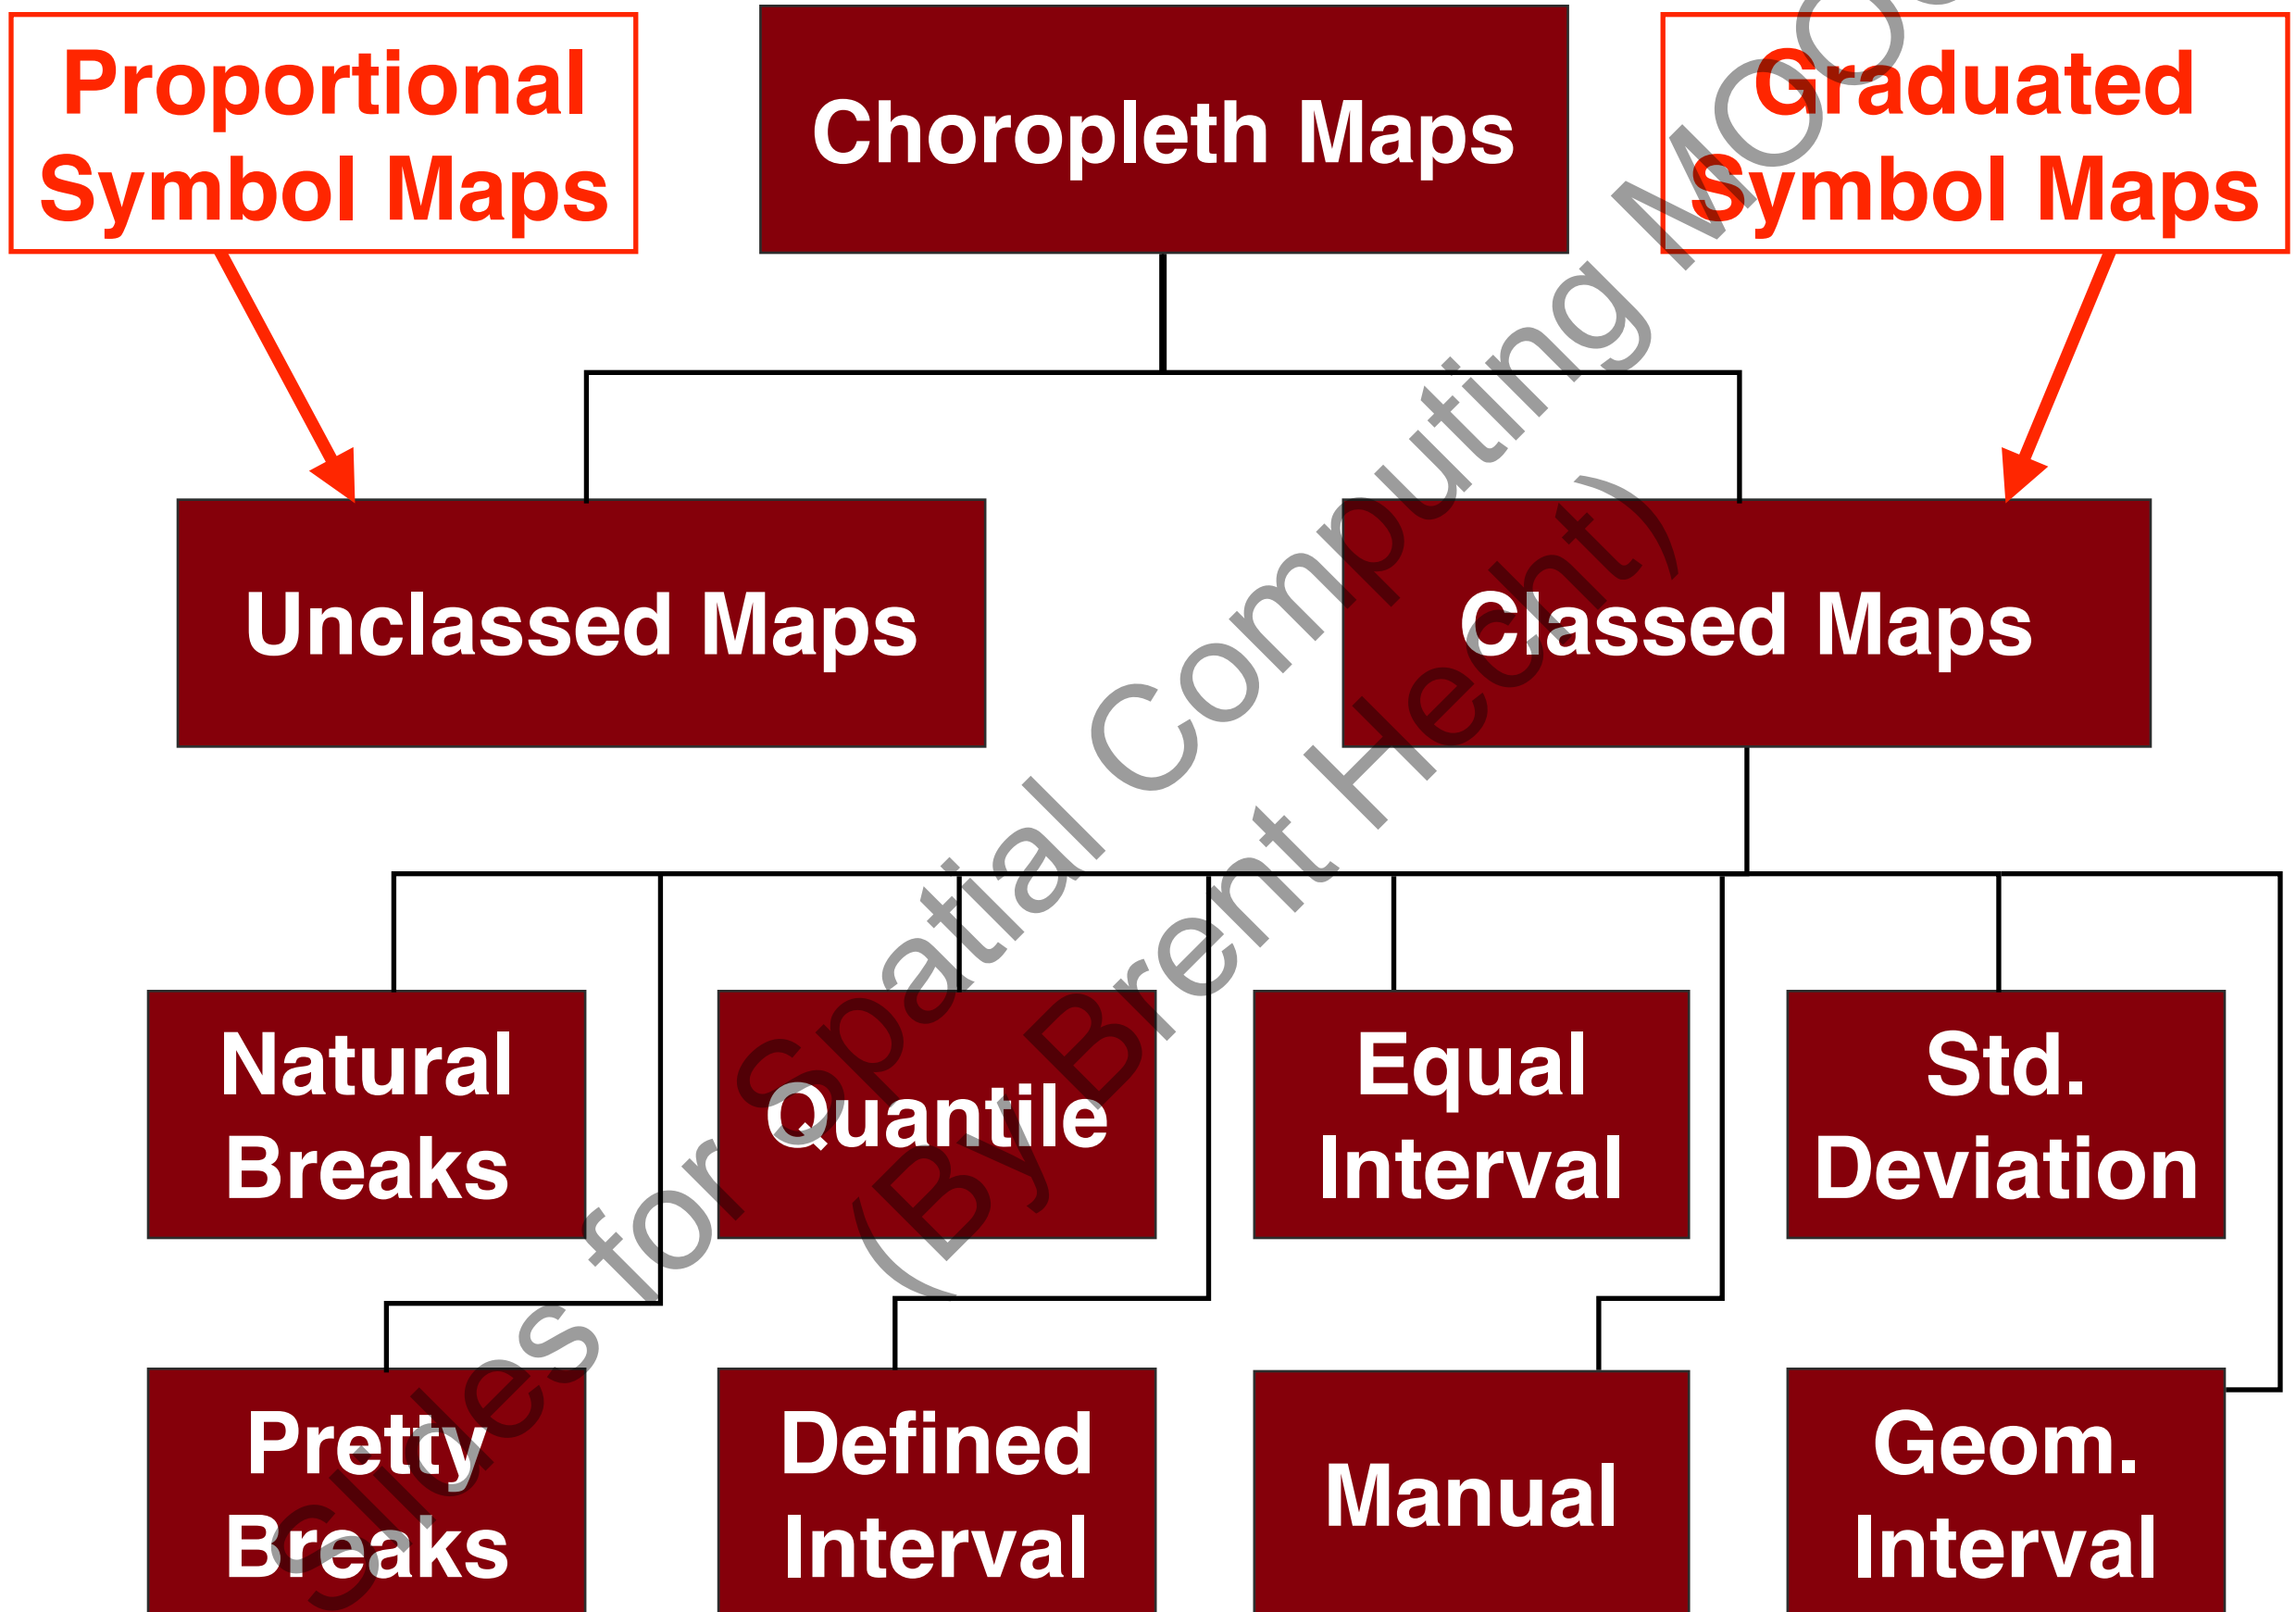 Proportional
Symbol Maps
Choropleth Maps
Graduated
Symbol Maps
Unclassed Maps
Classed Maps
Natural
Breaks
Quantile
Equal
Interval
Std.
Deviation
Pretty
Breaks
Defined
Interval
Manual
Geom.
Interval
Slides for Spatial Computing
(By Brent Hecht)